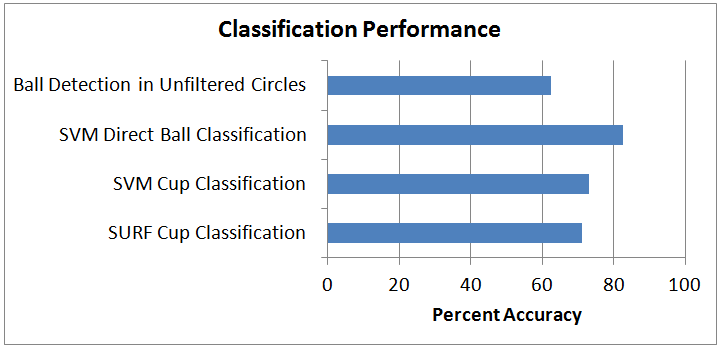 Classification Performance
Ball Detection in Unfiltered Circles
SVM Direct Ball Classification
SVM Cup Classification
SURF Cup Classification
0 20 40 60 80 100
Percent Accuracy